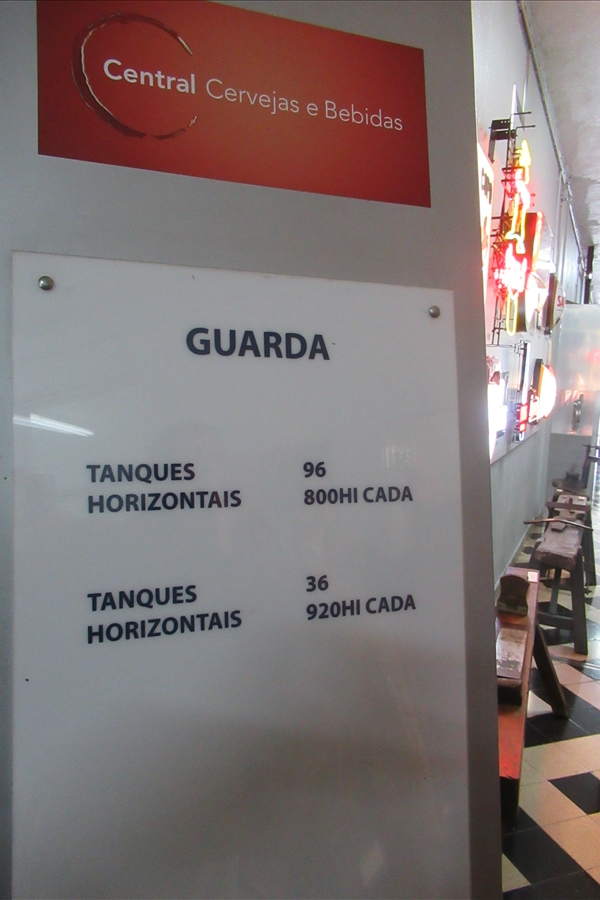 Central Cervejas e Bebidas
GUARDA
TANQUES 96
HORIZONTAIS 800HI CADA
TANQUES 36
HORIZONTAIS 920HI CADA